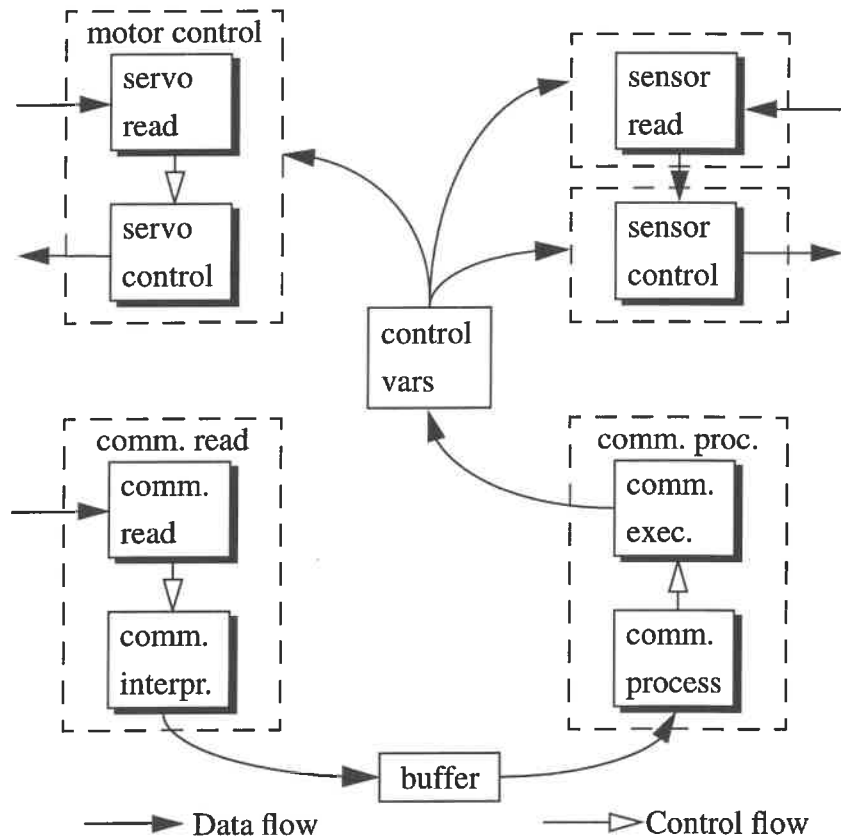 motor control
servo
read
servo
control
sensor
read
sensor
control
control
vars
comm. read
comm.
read
comm.
interpr.
comm. proc.
comm.
exec.
comm.
process
buffer
Data flow
Control flow